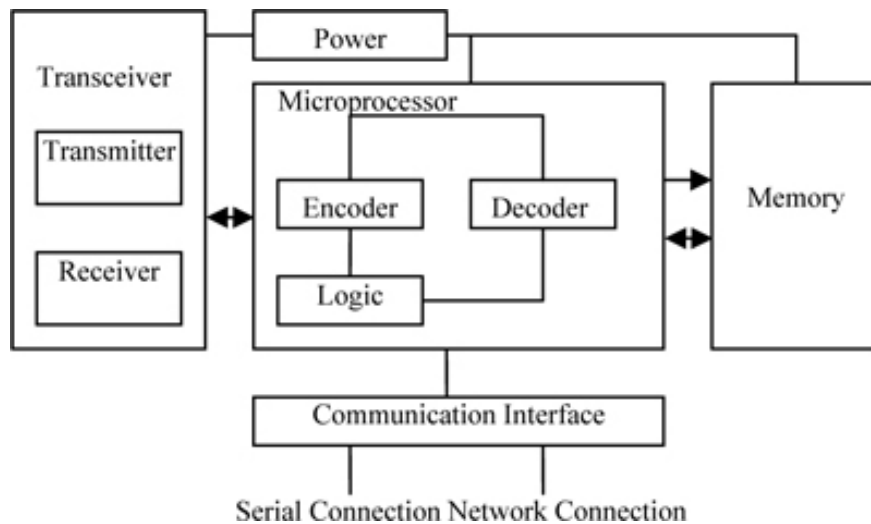 Power
Transceiver
Microprocessor
Transmitter
Encoder
Decoder
Memory
Receiver
Logic
Communication Interface
Serial Connection Network Connection